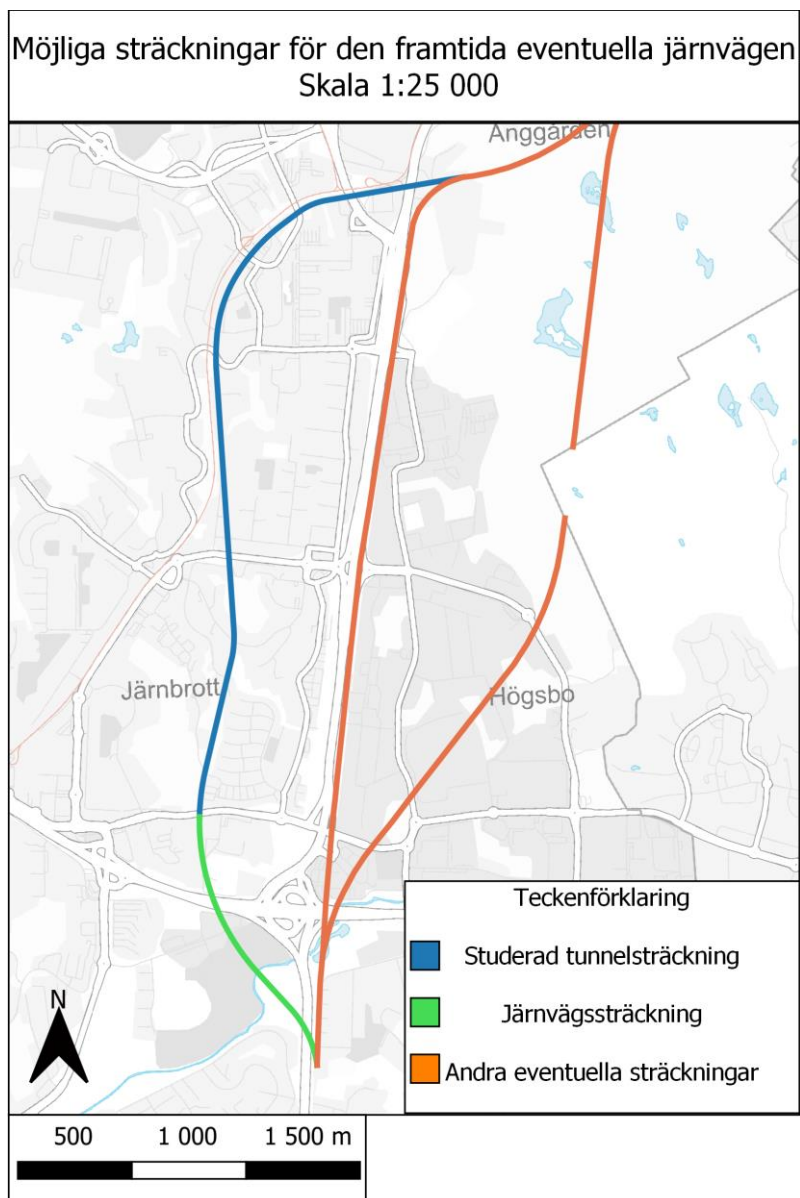 Möjliga sträckningar för den framtida eventuella järnvägen
Skala 1:25 000
Änggården
Järnbrott
Högsbo
Teckenförklaring
Studerad tunnelsträckning
Järnvägssträckning
Andra eventuella sträckningar
N
500 1 000 1 500 m